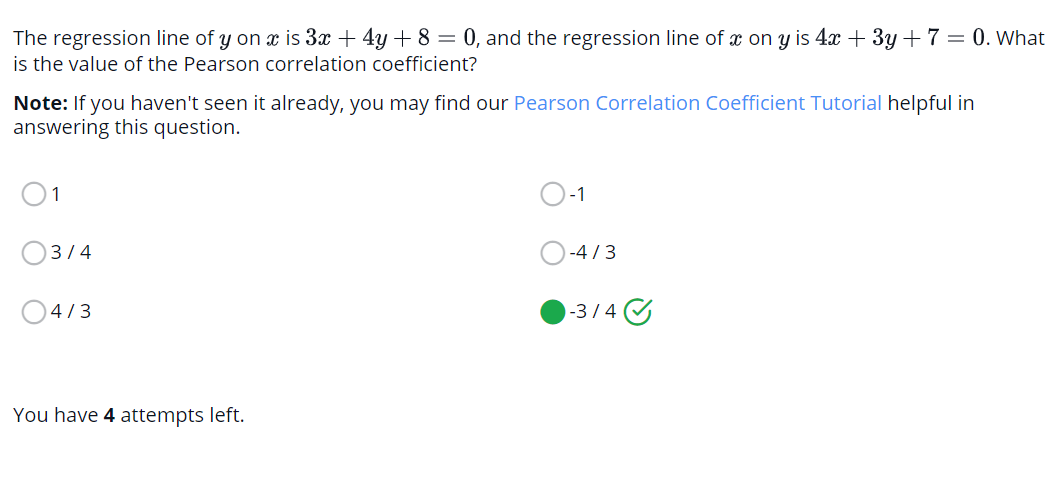 The regression line of y on x is 3x + 4y + 8 = 0, and the regression line of x on y is 4x + 3y + 7 = 0. What
is the value of the Pearson correlation coefficient?
Note: If you haven't seen it already, you may find our Pearson Correlation Coefficient Tutorial helpful in
answering this question.
1
-1
3 / 4
-4 / 3
4 / 3
-3 / 4
You have 4 attempts left.